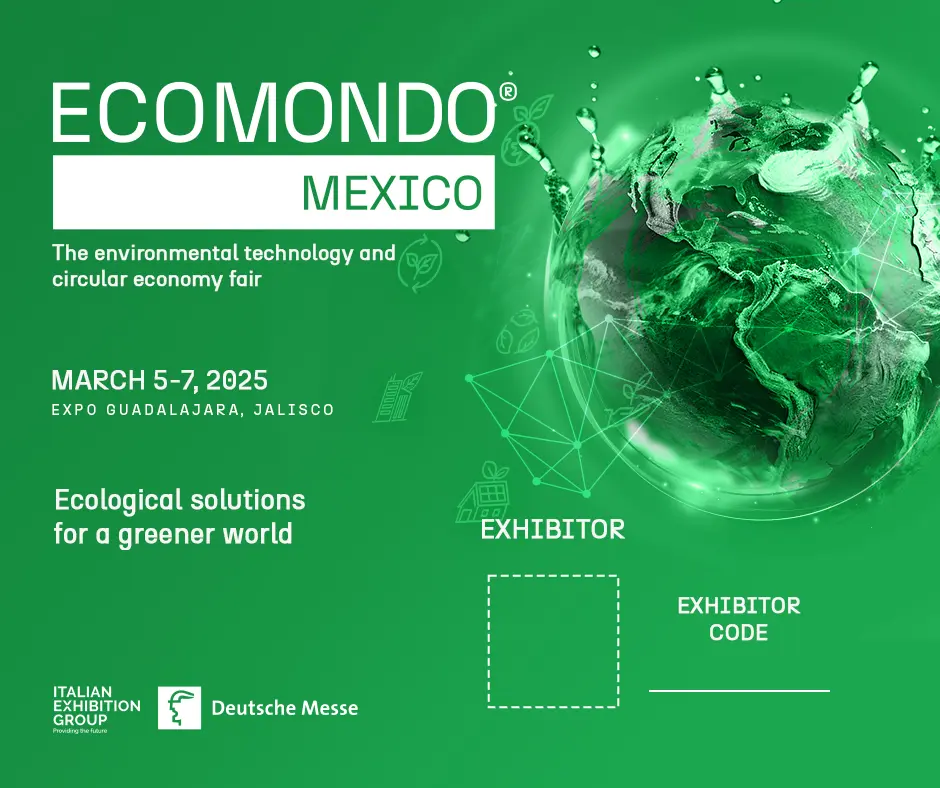 ECOMONDO®
MEXICO
The environmental technology and
circular economy fair
MARCH 5-7, 2025
EXPO GUADALAJARA, JALISCO
Ecological solutions
for a greener world
EXHIBITOR
EXHIBITOR
CODE
ITALIAN
EXHIBITION
GROUP
Providing the future
Deutsche Messe